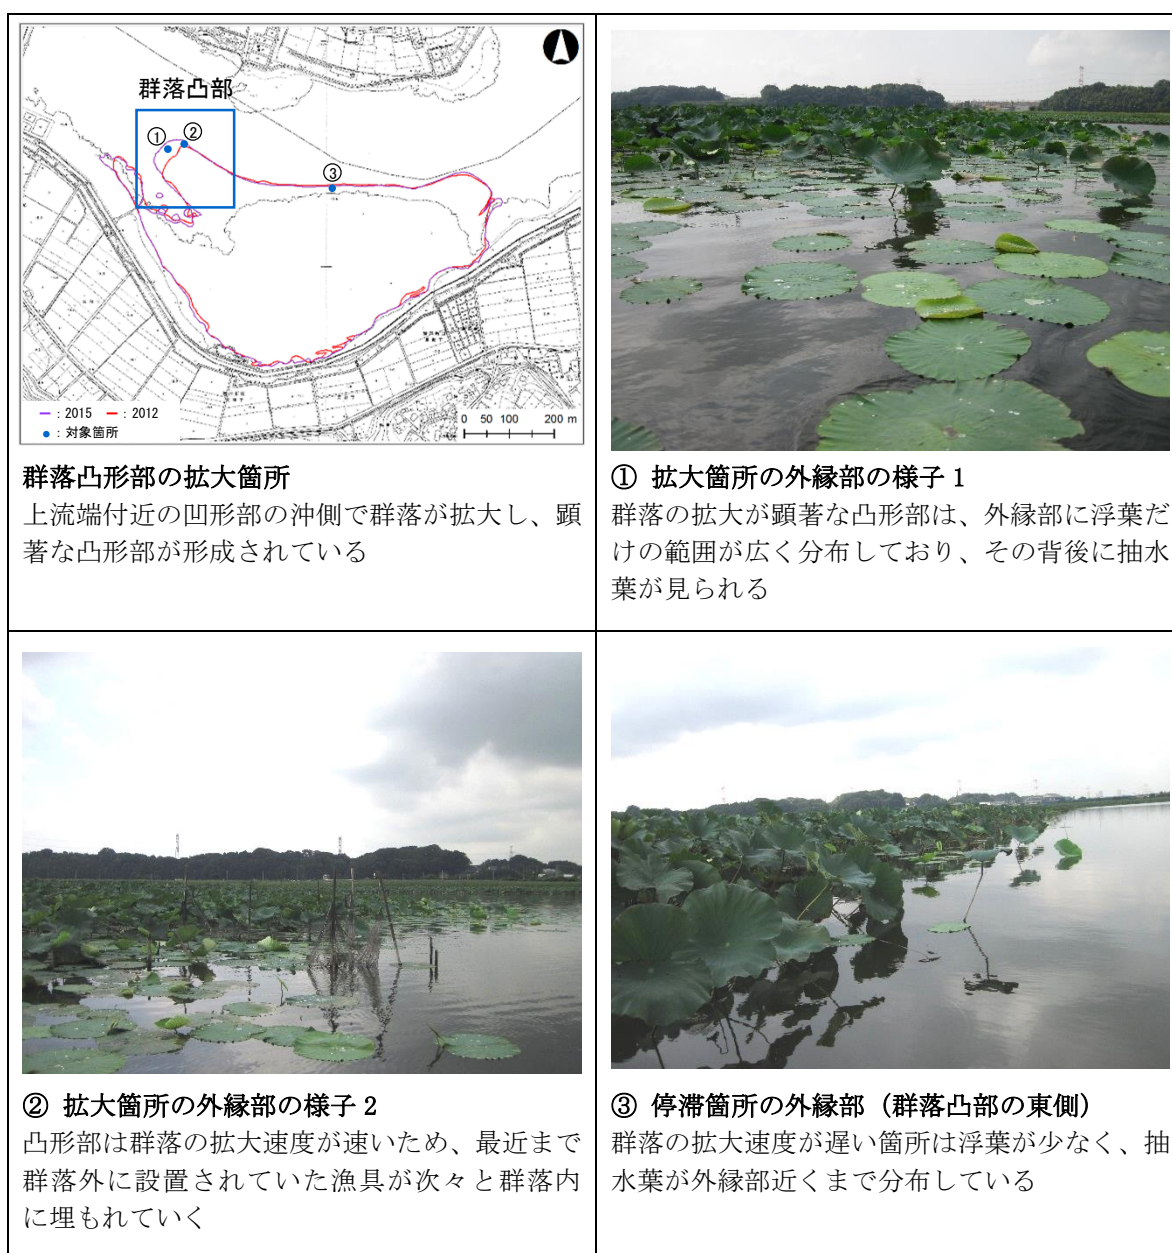 群落凸部
①
②
③
━ : 2015 ━ : 2012
● : 対象箇所
0 50 100 200 m
群落凸形部の拡大箇所
上流端付近の凹形部の沖側で群落が拡大し、顕
著な凸形部が形成されている
① 拡大箇所の外縁部の様子 1
群落の拡大が顕著な凸形部は、外縁部に浮葉だ
けの範囲が広く分布しており、その背後に抽水
葉が見られる
② 拡大箇所の外縁部の様子 2
凸形部は群落の拡大速度が速いため、最近まで
群落外に設置されていた漁具が次々と群落内
に埋もれていく
③ 停滞箇所の外縁部（群落凸部の東側）
群落の拡大速度が遅い箇所は浮葉が少なく、抽
水葉が外縁部近くまで分布している